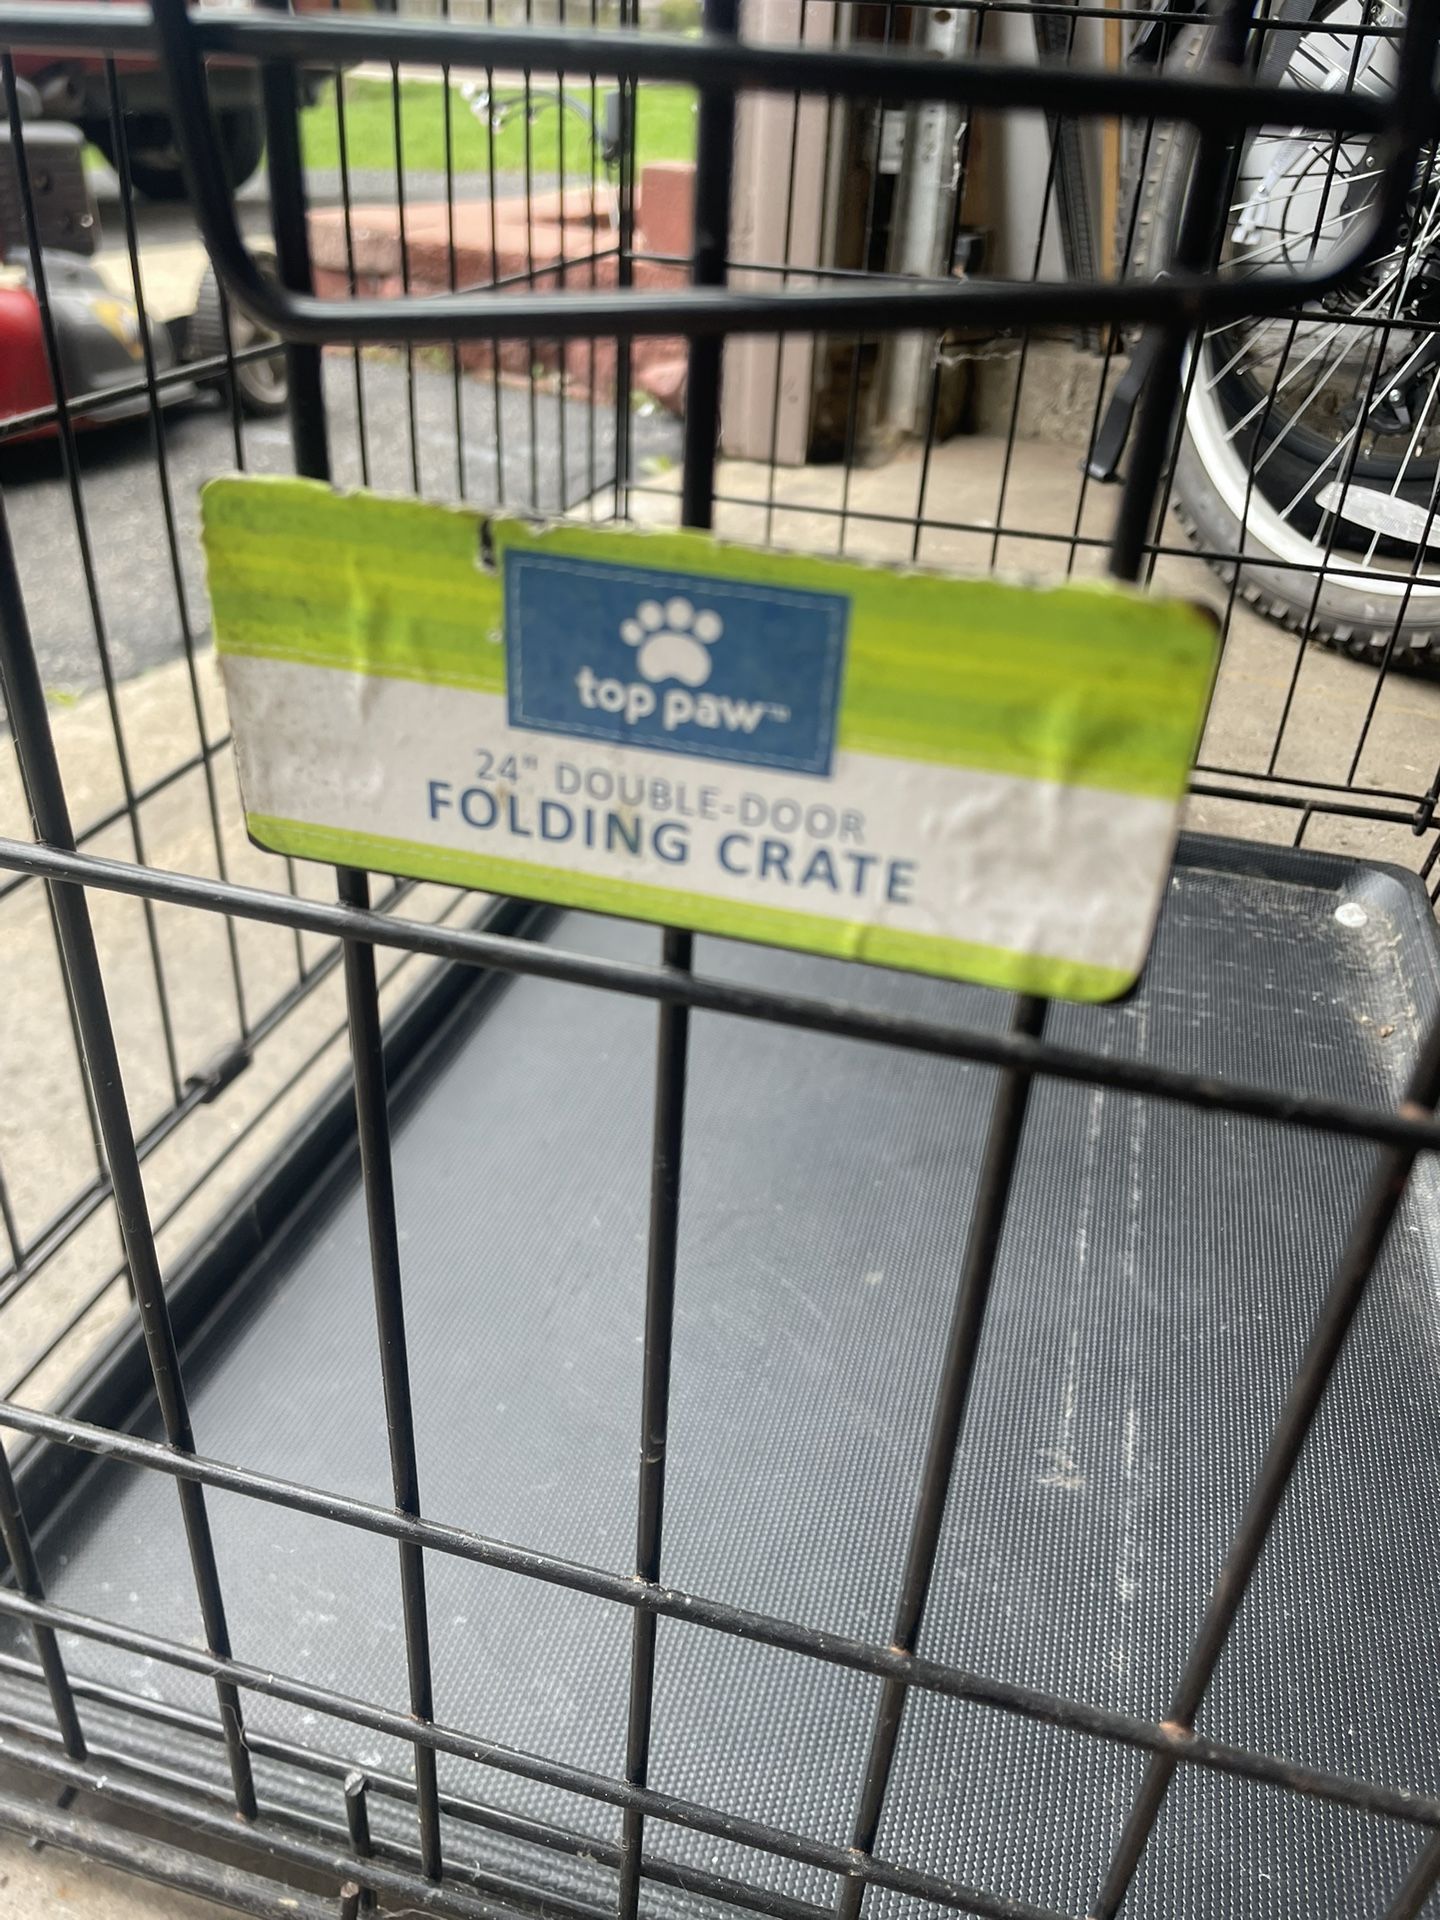 top paw™
24" DOUBLE-DOOR
FOLDING CRATE